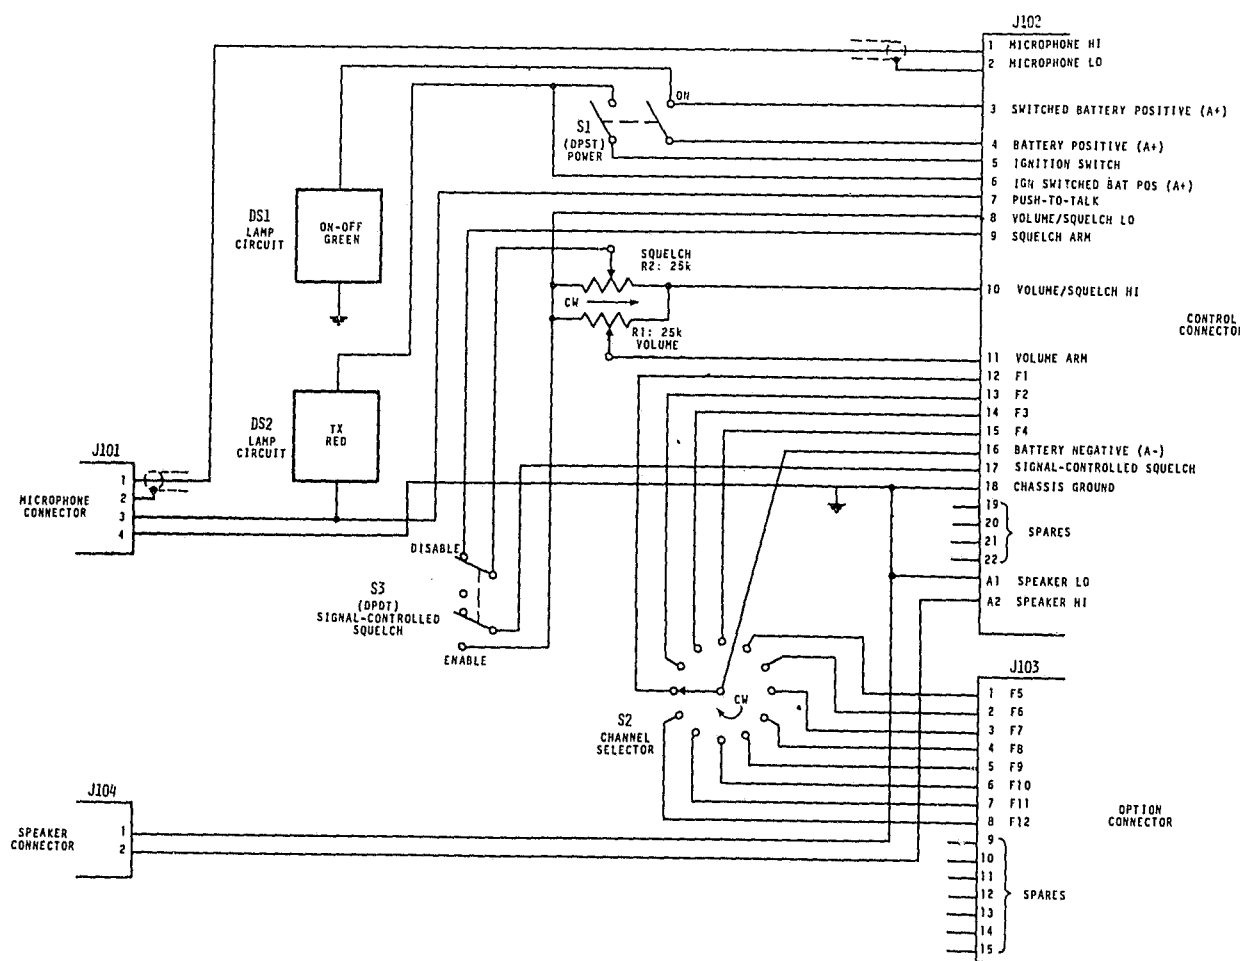 J102
1 MICROPHONE HI
2 MICROPHONE LO
ON
3 SWITCHED BATTERY POSITIVE (A+)
S1
(DPST)
POWER
4 BATTERY POSITIVE (A+)
5 IGNITION SWITCH
6 IGN SWITCHED BAT POS (A+)
7 PUSH-TO-TALK
8 VOLUME/SQUELCH LO
9 SQUELCH ARM
DS1
LAMP
CIRCUIT
ON-OFF
GREEN
SQUELCH
R2: 25k
10 VOLUME/SQUELCH HI
CW
R1: 25k
VOLUME
CONTROL
CONNECTOR
11 VOLUME ARM
12 F1
13 F2
14 F3
15 F4
16 BATTERY NEGATIVE (A-)
17 SIGNAL-CONTROLLED SQUELCH
18 CHASSIS GROUND
19
20
21
22
SPARES
A1 SPEAKER LO
A2 SPEAKER HI
DS2
LAMP
CIRCUIT
TX
RED
J101
MICROPHONE
CONNECTOR
1
2
3
4
DISABLE
S3
(DPDT)
SIGNAL-CONTROLLED
SQUELCH
ENABLE
S2
CHANNEL
SELECTOR
CW
J103
1 F5
2 F6
3 F7
4 F8
5 F9
6 F10
7 F11
8 F12
9
10
11
12
13
14
15
SPARES
OPTION
CONNECTOR
J104
SPEAKER
CONNECTOR
1
2